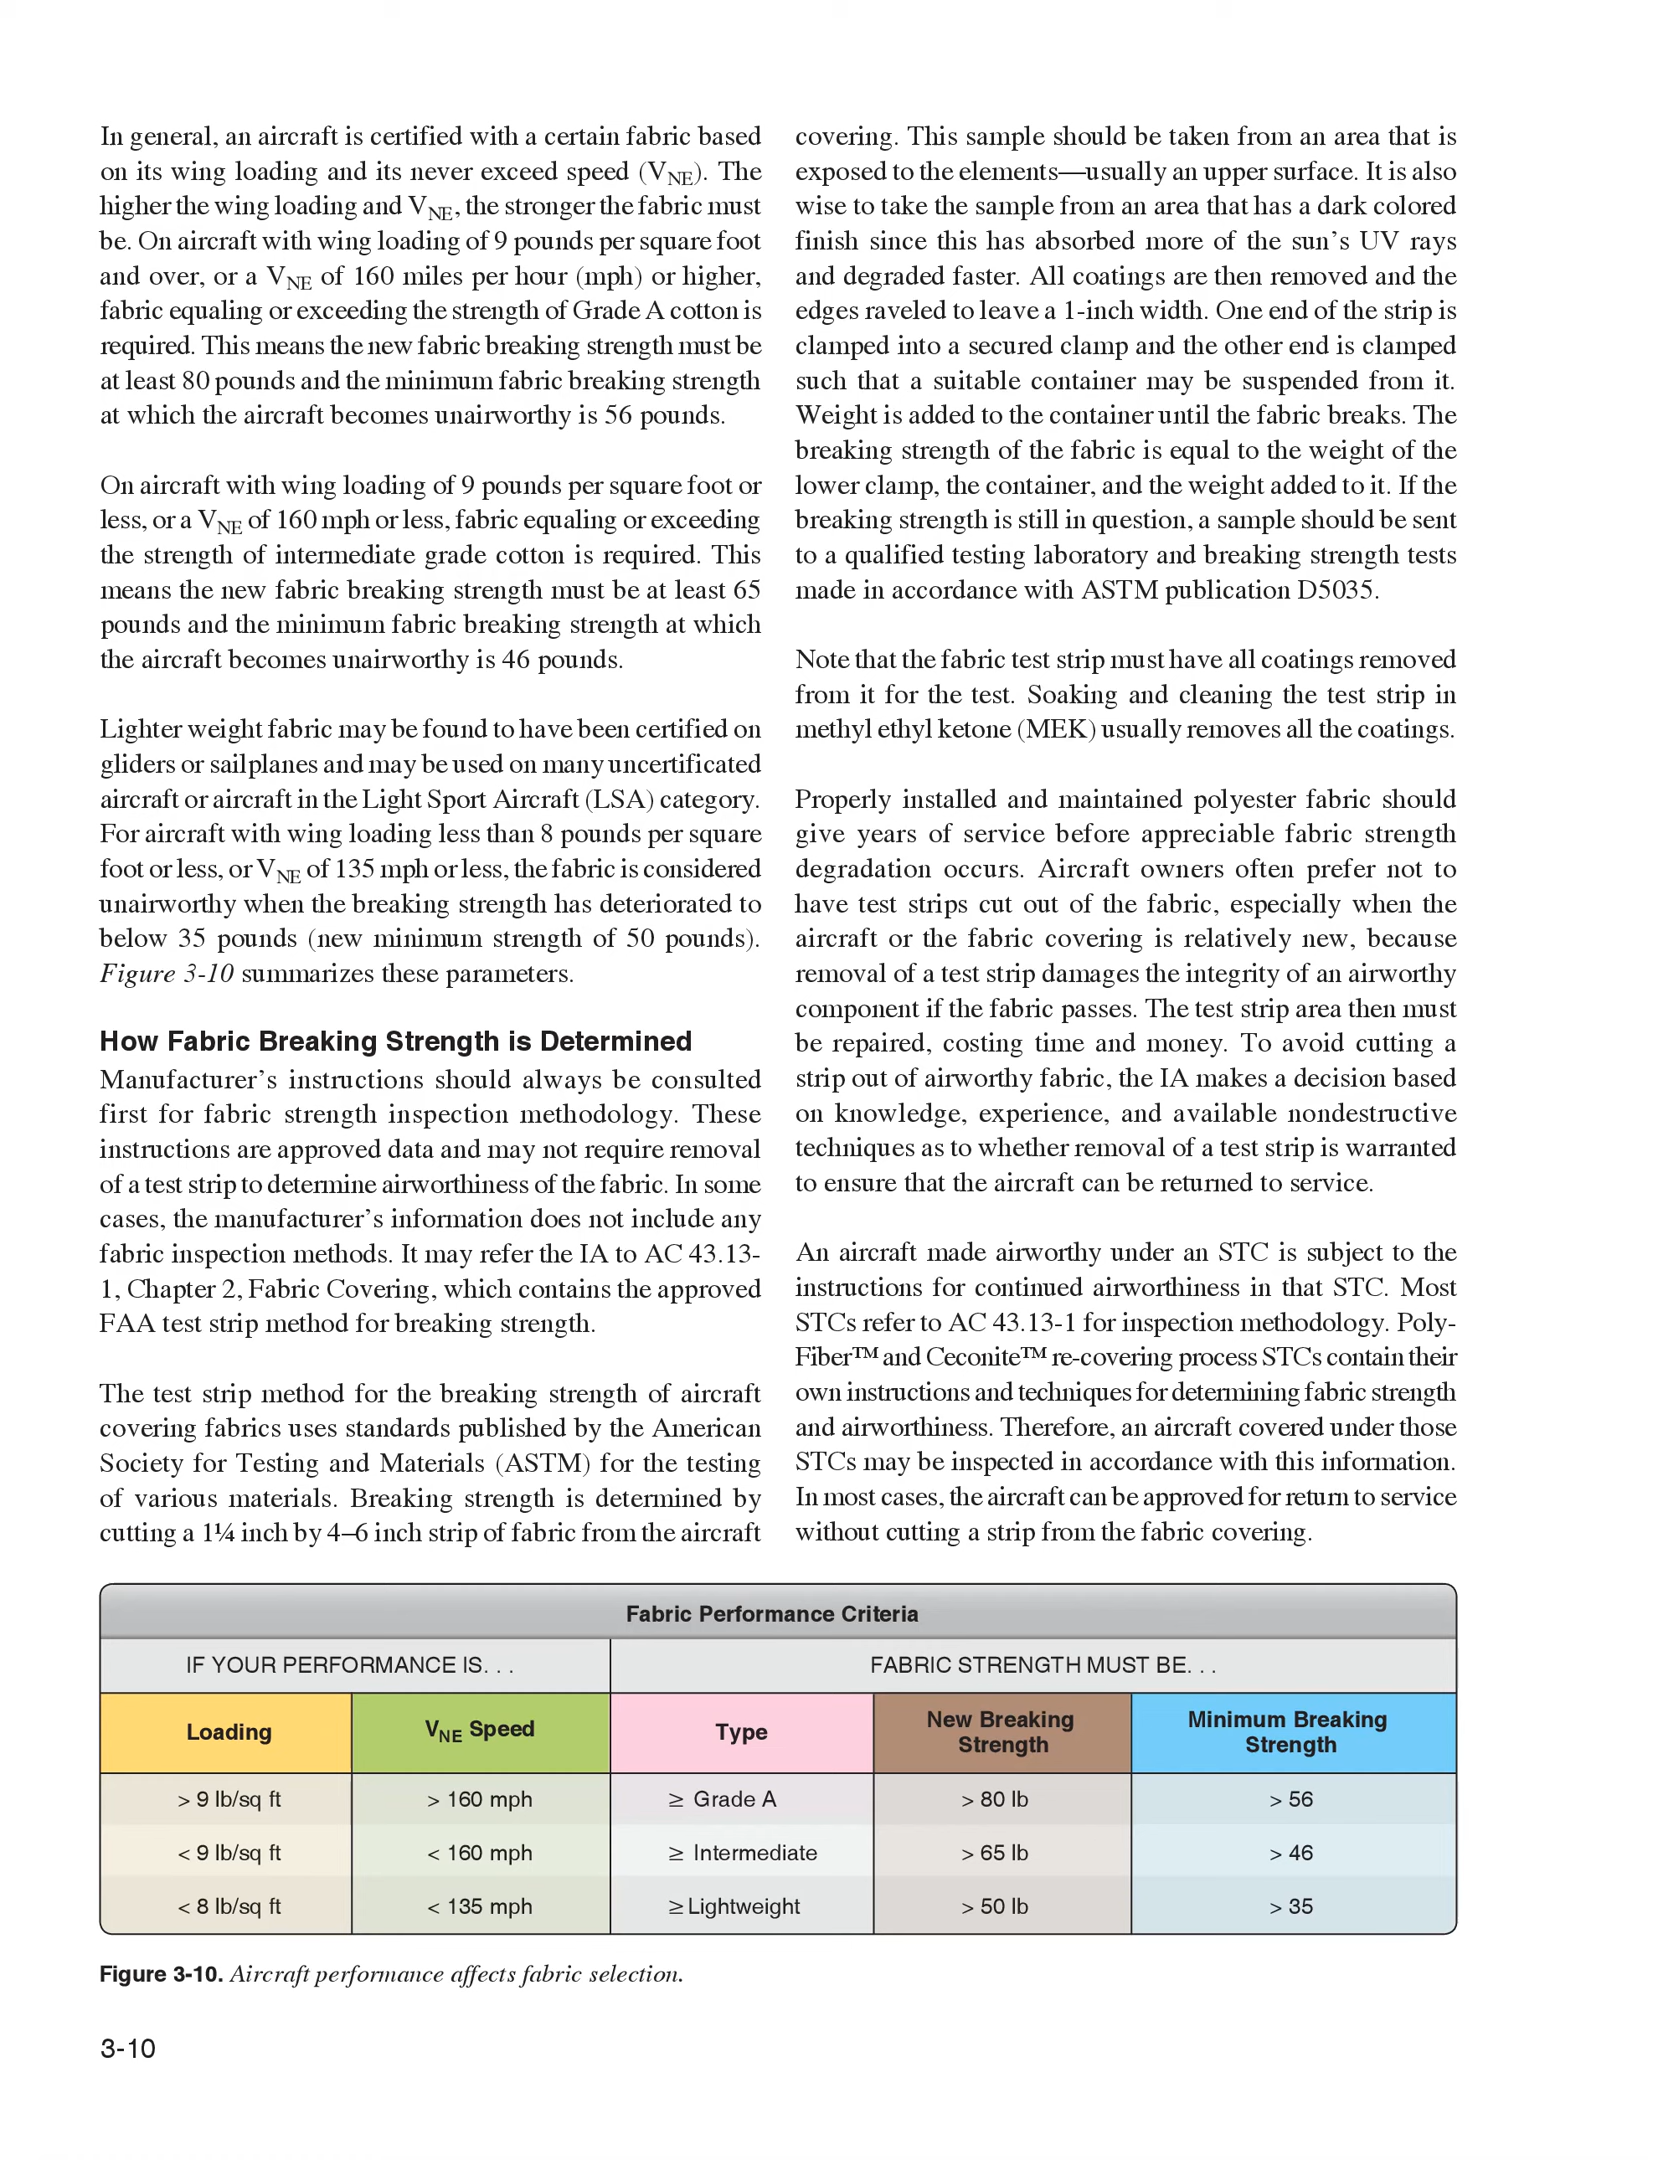 In general, an aircraft is certified with a certain fabric based
on its wing loading and its never exceed speed (VNE). The
higher the wing loading and VNE, the stronger the fabric must
be. On aircraft with wing loading of 9 pounds per square foot
and over, or a VNE of 160 miles per hour (mph) or higher,
fabric equaling or exceeding the strength of Grade A cotton is
required. This means the new fabric breaking strength must be
at least 80 pounds and the minimum fabric breaking strength
at which the aircraft becomes unairworthy is 56 pounds.
On aircraft with wing loading of 9 pounds per square foot or
less, or a VNE of 160 mph or less, fabric equaling or exceeding
the strength of intermediate grade cotton is required. This
means the new fabric breaking strength must be at least 65
pounds and the minimum fabric breaking strength at which
the aircraft becomes unairworthy is 46 pounds.
Lighter weight fabric may be found to have been certified on
gliders or sailplanes and may be used on many uncertificated
aircraft or aircraft in the Light Sport Aircraft (LSA) category.
For aircraft with wing loading less than 8 pounds per square
foot or less, or VNE of 135 mph or less, the fabric is considered
unairworthy when the breaking strength has deteriorated to
below 35 pounds (new minimum strength of 50 pounds).
Figure 3-10 summarizes these parameters.
How Fabric Breaking Strength is Determined
Manufacturer's instructions should always be consulted
first for fabric strength inspection methodology. These
instructions are approved data and may not require removal
of a test strip to determine airworthiness of the fabric. In some
cases, the manufacturer's information does not include any
fabric inspection methods. It may refer the IA to AC 43.13-
1, Chapter 2, Fabric Covering, which contains the approved
FAA test strip method for breaking strength.
The test strip method for the breaking strength of aircraft
covering fabrics uses standards published by the American
Society for Testing and Materials (ASTM) for the testing
of various materials. Breaking strength is determined by
cutting a 1¼ inch by 4–6 inch strip of fabric from the aircraft
covering. This sample should be taken from an area that is
exposed to the elements—usually an upper surface. It is also
wise to take the sample from an area that has a dark colored
finish since this has absorbed more of the sun's UV rays
and degraded faster. All coatings are then removed and the
edges raveled to leave a 1-inch width. One end of the strip is
clamped into a secured clamp and the other end is clamped
such that a suitable container may be suspended from it.
Weight is added to the container until the fabric breaks. The
breaking strength of the fabric is equal to the weight of the
lower clamp, the container, and the weight added to it. If the
breaking strength is still in question, a sample should be sent
to a qualified testing laboratory and breaking strength tests
made in accordance with ASTM publication D5035.
Note that the fabric test strip must have all coatings removed
from it for the test. Soaking and cleaning the test strip in
methyl ethyl ketone (MEK) usually removes all the coatings.
Properly installed and maintained polyester fabric should
give years of service before appreciable fabric strength
degradation occurs. Aircraft owners often prefer not to
have test strips cut out of the fabric, especially when the
aircraft or the fabric covering is relatively new, because
removal of a test strip damages the integrity of an airworthy
component if the fabric passes. The test strip area then must
be repaired, costing time and money. To avoid cutting a
strip out of airworthy fabric, the IA makes a decision based
on knowledge, experience, and available nondestructive
techniques as to whether removal of a test strip is warranted
to ensure that the aircraft can be returned to service.
An aircraft made airworthy under an STC is subject to the
instructions for continued airworthiness in that STC. Most
STCs refer to AC 43.13-1 for inspection methodology. Poly-
Fiber™ and Ceconite™ re-covering process STCs contain their
own instructions and techniques for determining fabric strength
and airworthiness. Therefore, an aircraft covered under those
STCs may be inspected in accordance with this information.
In most cases, the aircraft can be approved for return to service
without cutting a strip from the fabric covering.
Fabric Performance Criteria
IF YOUR PERFORMANCE IS. . . FABRIC STRENGTH MUST BE. . .
Loading VNE Speed Type New Breaking Strength Minimum Breaking Strength
> 9 lb/sq ft > 160 mph ≥ Grade A > 80 lb > 56
< 9 lb/sq ft < 160 mph ≥ Intermediate > 65 lb > 46
< 8 lb/sq ft < 135 mph ≥ Lightweight > 50 lb > 35
Figure 3-10. Aircraft performance affects fabric selection.
3-10